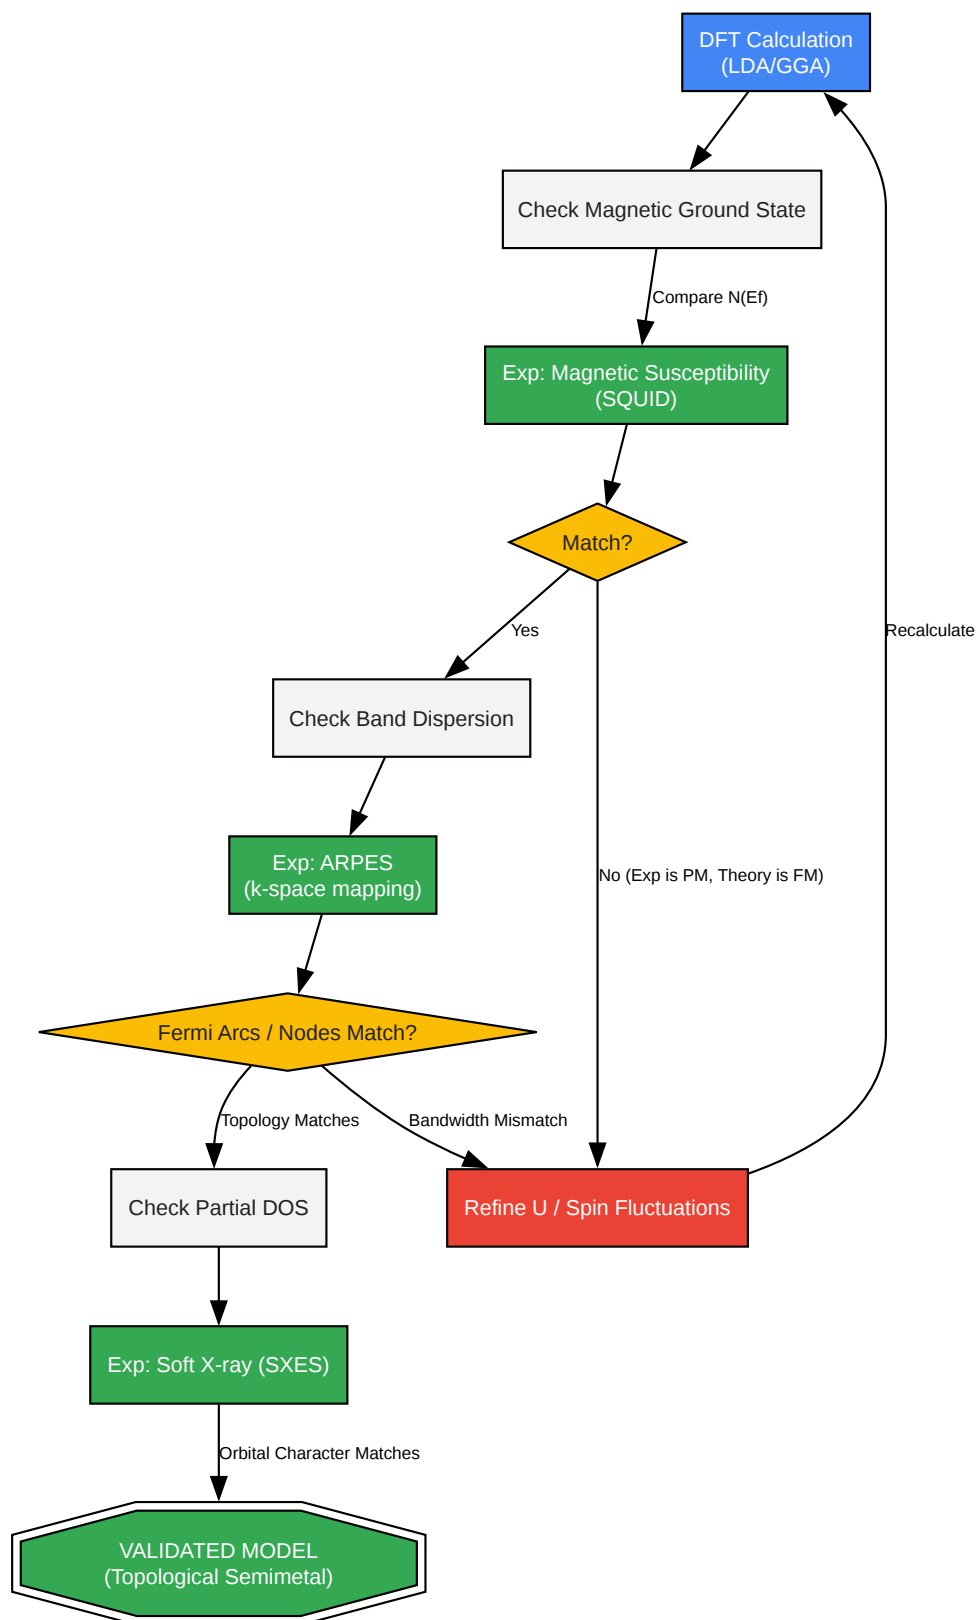 DFT Calculation
(LDA/GGA)
Check Magnetic Ground State
Compare N(Ef)
Exp: Magnetic Susceptibility
(SQUID)
Match?
Yes
Recalculate
Check Band Dispersion
Exp: ARPES
(k-space mapping)
No (Exp is PM, Theory is FM)
Fermi Arcs / Nodes Match?
Topology Matches
Bandwidth Mismatch
Check Partial DOS
Refine U / Spin Fluctuations
Exp: Soft X-ray (SXES)
Orbital Character Matches
VALIDATED MODEL
(Topological Semimetal)